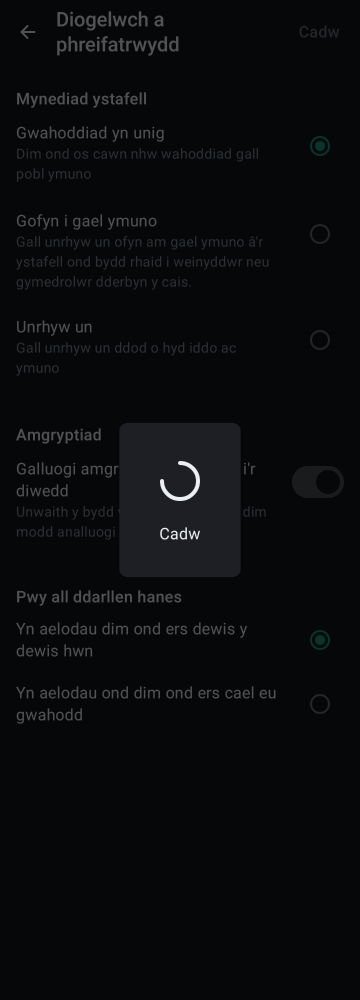 Diogelwch a
phreifatrwydd
Cadw
Mynediad ystafell
Gwahoddiad yn unig
Dim ond os cawn nhw wahoddiad gall
pobl ymuno
Gofyn i gael ymuno
Gall unrhyw un ofyn am gael ymuno â'r
ystafell ond bydd rhaid i weinyddwr neu
gymedrolwr dderbyn y cais.
Unrhyw un
Gall unrhyw un ddod o hyd iddo ac
ymuno
Amgryptiad
Galluogi amgr i'r
diwedd
Unwaith y bydd dim
modd analluogi
Cadw
Pwy all ddarllen hanes
Yn aelodau dim ond ers dewis y
dewis hwn
Yn aelodau ond dim ond ers cael eu
gwahodd